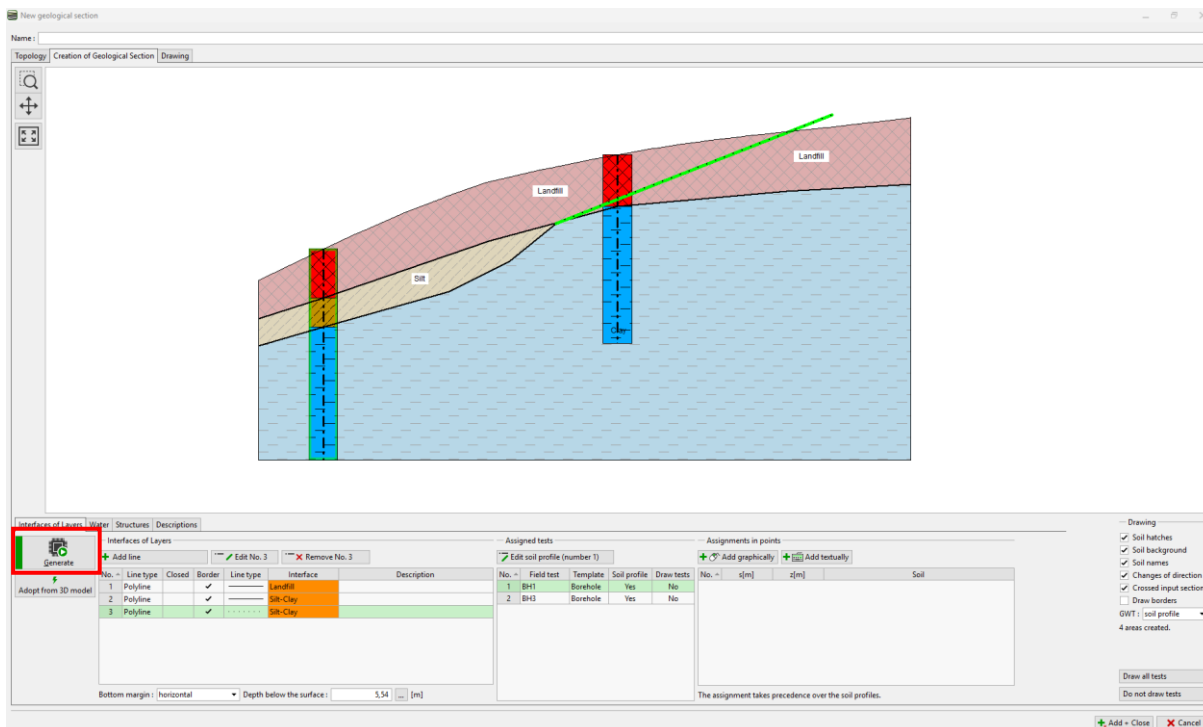 New geological section
Name :
Topology Creation of Geological Section Drawing
Landfill
Landfill
Silt
Clay
Interfaces of Layers Water Structures Descriptions
Generate
Adopt from 3D model
Interfaces of Layers
Add line Edit No. 3 Remove No. 3
No. Line type Closed Border Line type Interface Description
1 Polyline Landfill
2 Polyline Silt-Clay
3 Polyline Silt-Clay
Bottom margin : horizontal Depth below the surface : 5,54 ... [m]
Assigned tests
Edit soil profile (number 1)
No. Field test Template Soil profile Draw tests
1 BH1 Borehole Yes No
2 BH3 Borehole Yes No
Assignments in points
Add graphically Add textually
No. s[m] z[m] Soil
The assignment takes precedence over the soil profiles.
Drawing
Soil hatches
Soil background
Soil names
Changes of direction
Crossed input section
Draw borders
GWT : soil profile
4 areas created.
Draw all tests
Do not draw tests
Add + Close Cancel